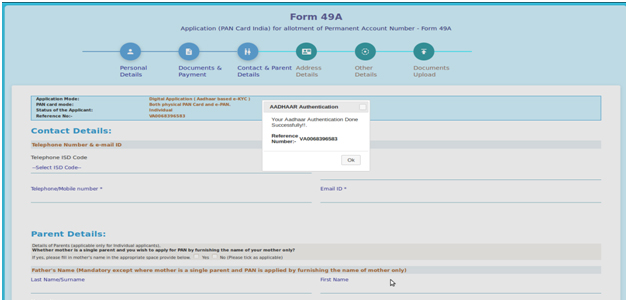 Form 49A
Application (PAN Card India) for allotment of Permanent Account Number - Form 49A
Personal Details
Documents & Payment
Contact & Parent Details
Address Details
Other Details
Documents Upload
Application Mode: Digital Application ( Aadhaar based e-KYC )
PAN card mode: Both physical PAN Card and e-PAN.
Status of the Applicant: Individual
Reference No:- VA0068396583
AADHAAR Authentication
Your Aadhaar Authentication Done Successfully!!.
Reference Number:- VA0068396583
Ok
Contact Details:
Telephone Number & e-mail ID
Telephone ISD Code
--Select ISD Code--
Telephone/Mobile number *
Email ID *
Parent Details:
Details of Parents (applicable only for individual applicants).
Whether mother is a single parent and you wish to apply for PAN by furnishing the name of your mother only?
If yes, please fill in mother's name in the appropriate space provide below. Yes No (Please tick as applicable)
Father's Name (Mandatory except where mother is a single parent and PAN is applied by furnishing the name of mother only)
Last Name/Surname
First Name